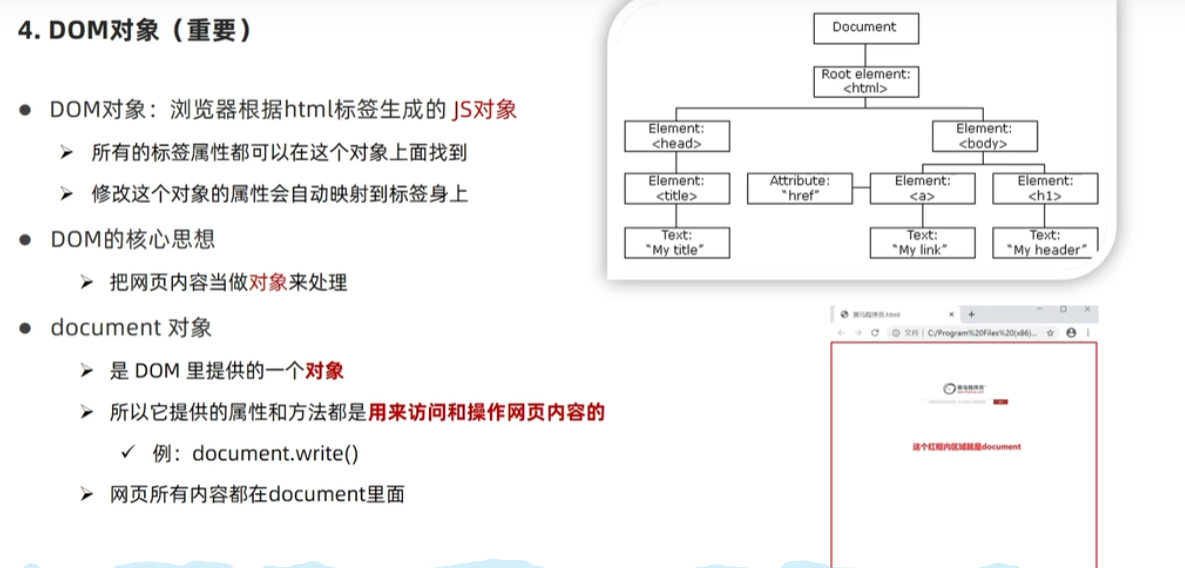 4. DOM对象（重要）
● DOM对象：浏览器根据html标签生成的 JS对象
➢ 所有的标签属性都可以在这个对象上面找到
➢ 修改这个对象的属性会自动映射到标签身上
● DOM的核心思想
➢ 把网页内容当做对象来处理
● document 对象
➢ 是 DOM 里提供的一个对象
➢ 所以它提供的属性和方法都是用来访问和操作网页内容的
✓ 例：document.write()
➢ 网页所有内容都在document里面
Document
Root element:
<html>
Element:
<head>
Element:
<body>
Element:
<title>
Attribute:
"href"
Element:
<a>
Element:
<h1>
Text:
"My title"
Text:
"My link"
Text:
"My header"
黑马程序员.html
文件 | C:/Program%20Files%20(x86)...
黑马程序员
这个红框内区域就是document